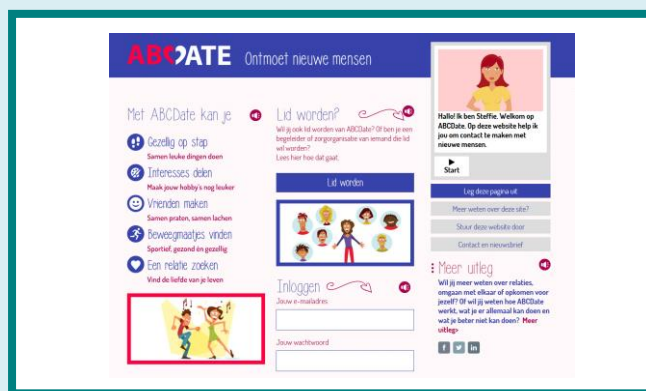 ABCDATE Ontmoet nieuwe mensen
Met ABCDate kan je
Gezellig op stap
Samen leuke dingen doen
Interesses delen
Maak jouw hobby's nog leuker
Vrienden maken
Samen praten, samen lachen
Beweegmaatjes vinden
Sportief, gezond én gezellig
Een relatie zoeken
Vind de liefde van je leven
Lid worden?
Wil jij ook lid worden van ABCDate? Of ben je een
begeleider of zorgorganisatie van iemand die lid
wil worden?
Lees hier hoe dat gaat.
Lid worden
Inloggen
Jouw e-mailadres
Jouw wachtwoord
Hallo! Ik ben Steffie. Welkom op
ABCDate. Op deze website help ik
jou om contact te maken met
nieuwe mensen.
Start
Leg deze pagina uit
Meer weten over deze site?
Stuur deze website door
Contact en nieuwsbrief
Meer uitleg
Wil jij meer weten over relaties,
omgaan met elkaar of opkomen voor
jezelf? Of wil jij weten hoe ABCDate
werkt, wat je er allemaal kan doen en
wat je beter niet kan doen? Meer
uitleg»
f in